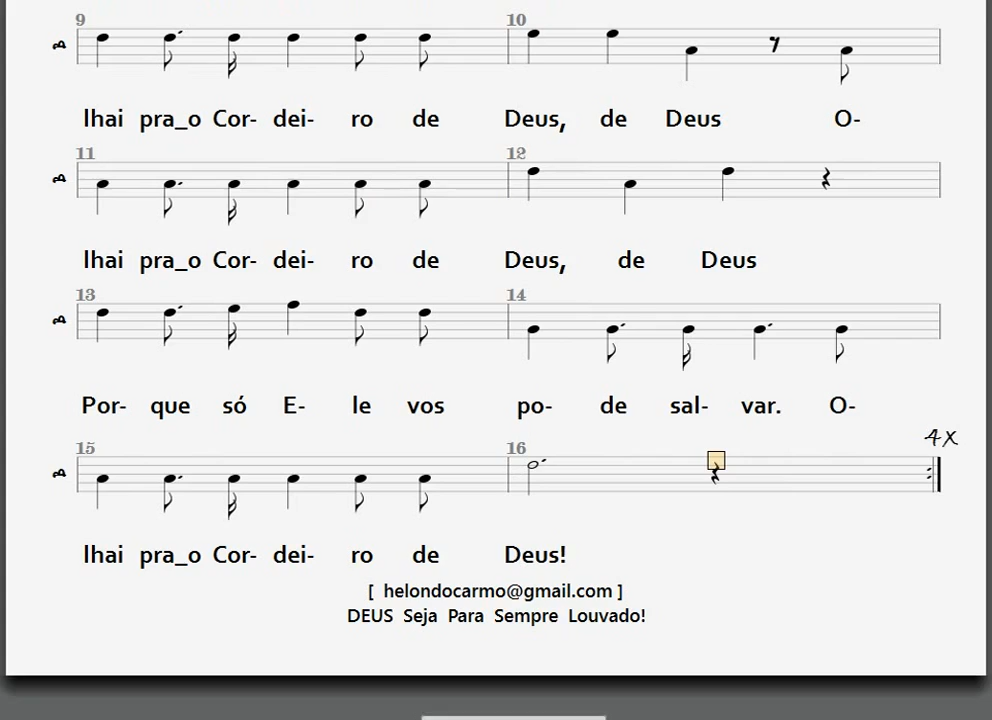 9 10
lhai pra_o Cor- dei- ro de Deus, de Deus O-
11 12
lhai pra_o Cor- dei- ro de Deus, de Deus
13 14
Por- que só E- le vos po- de sal- var. O-
4X
15 16
lhai pra_o Cor- dei- ro de Deus!
[ helondocarmo@gmail.com ]
DEUS Seja Para Sempre Louvado!